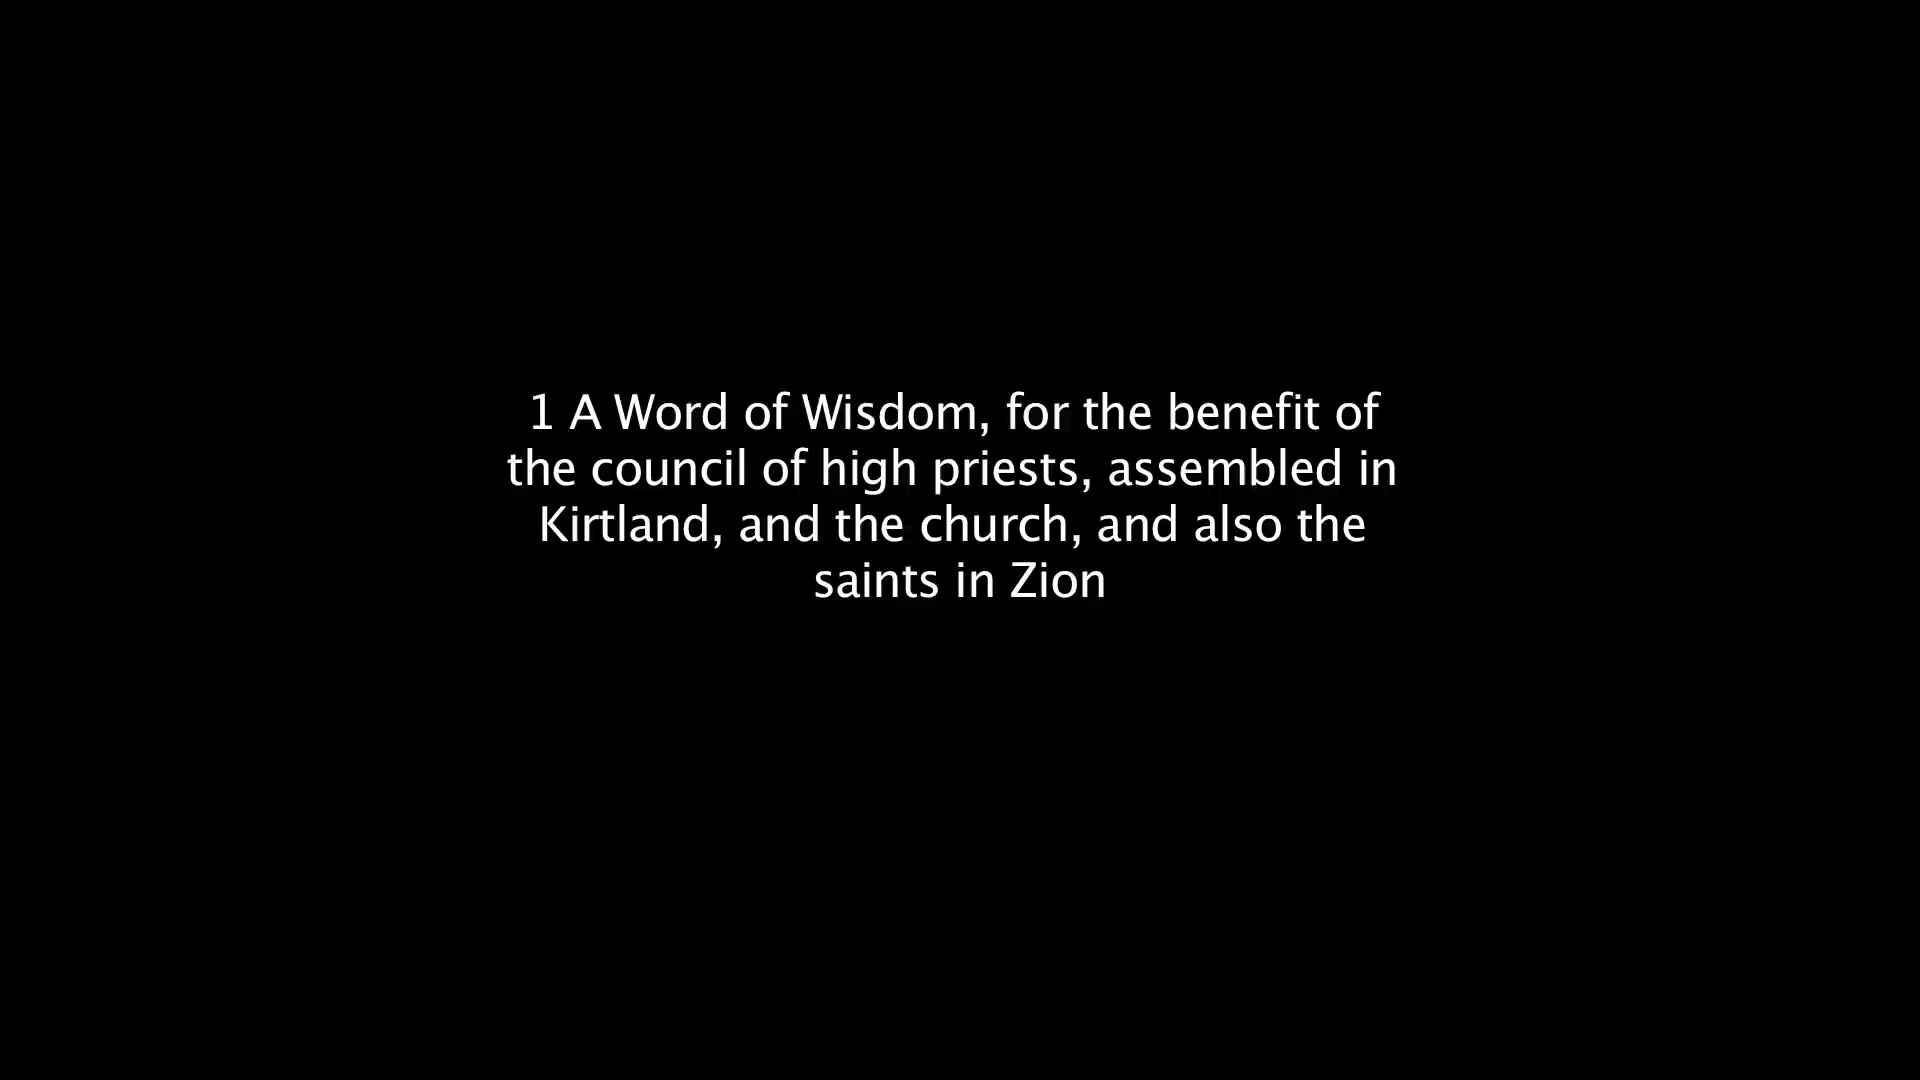 1 A Word of Wisdom, for the benefit of
the council of high priests, assembled in
Kirtland, and the church, and also the
saints in Zion